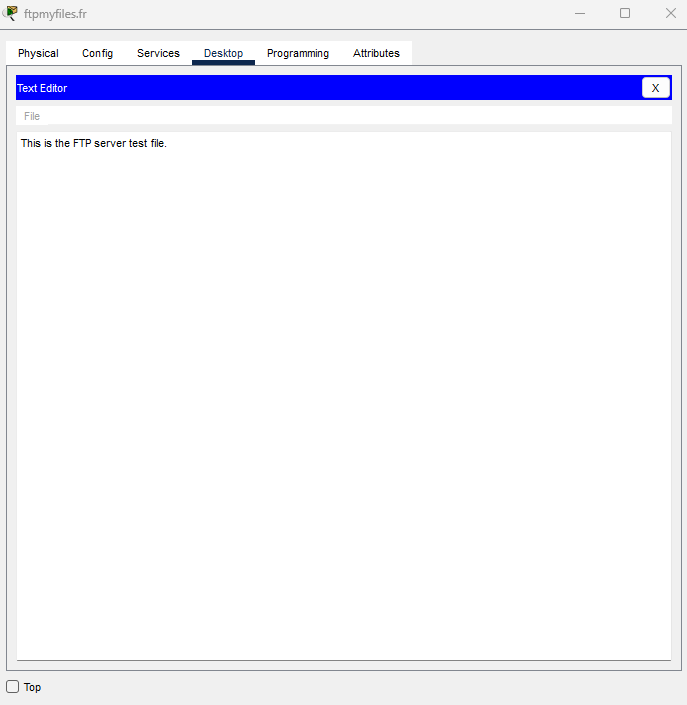 ftpmyfiles.fr
Physical Config Services Desktop Programming Attributes
Text Editor X
File
This is the FTP server test file.
Top